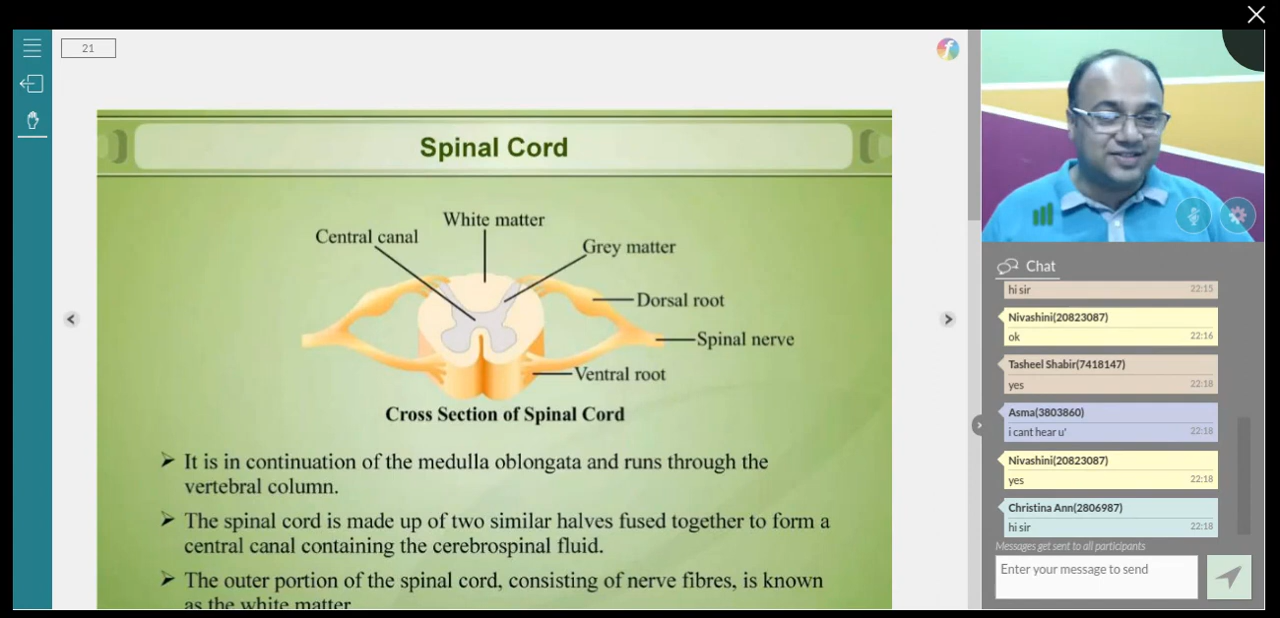 21
Spinal Cord
White matter
Central canal
Grey matter
Dorsal root
Spinal nerve
Ventral root
Cross Section of Spinal Cord
➢ It is in continuation of the medulla oblongata and runs through the
vertebral column.
➢ The spinal cord is made up of two similar halves fused together to form a
central canal containing the cerebrospinal fluid.
➢ The outer portion of the spinal cord, consisting of nerve fibres, is known
as the white matter
Chat
hi sir 22:15
Nivashini(20823087)
ok 22:16
Tasheel Shabir(7418147)
yes 22:18
Asma(3803860)
i cant hear u' 22:18
Nivashini(20823087)
yes 22:18
Christina Ann(2806987)
hi sir 22:18
Messages get sent to all participants
Enter your message to send